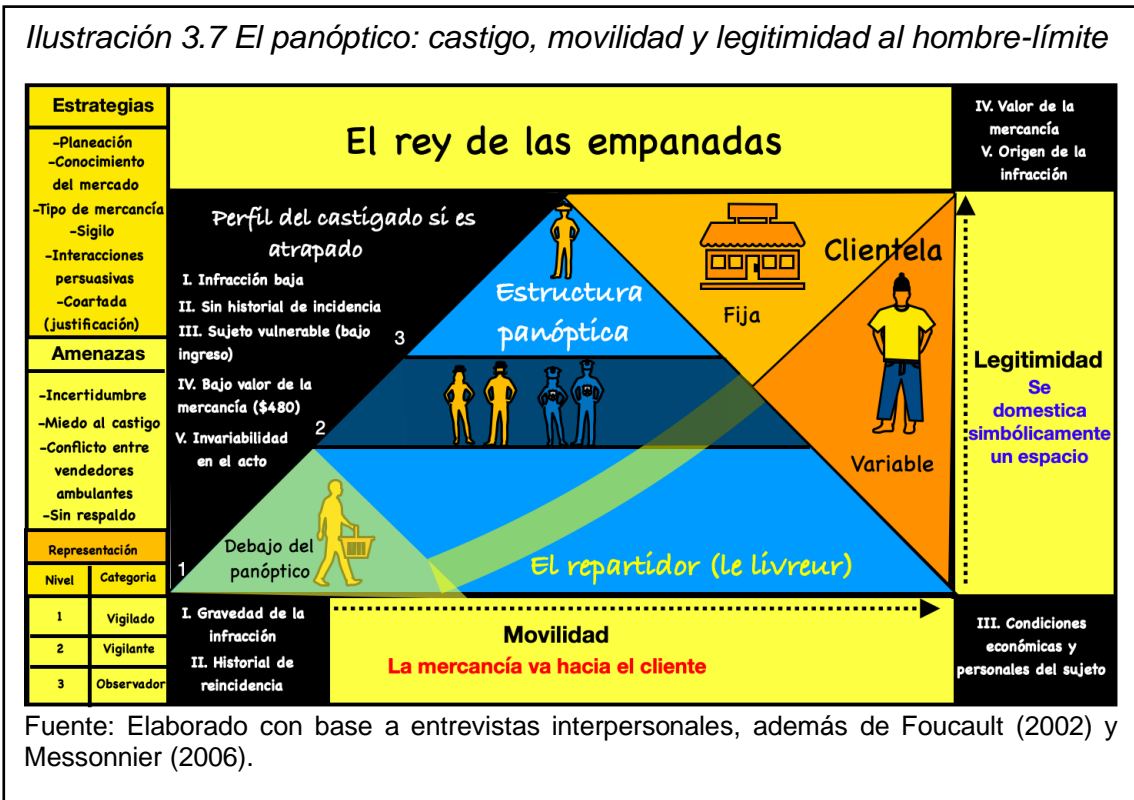 Ilustración 3.7 El panóptico: castigo, movilidad y legitimidad al hombre-límite
Estrategias
-Planeación
-Conocimiento
del mercado
-Tipo de mercancía
-Sigilo
-Interacciones
persuasivas
-Coartada
(justificación)
Amenazas
-Incertidumbre
-Miedo al castigo
-Conflicto entre
vendedores
ambulantes
-Sin respaldo
Representación
Nivel Categoria
1 Vigilado
2 Vigilante
3 Observador
El rey de las empanadas
IV. Valor de la
mercancía
V. Origen de la
infracción
Perfil del castigado si es
atrapado
I. Infracción baja
II. Sin historial de incidencia
III. Sujeto vulnerable (bajo
ingreso)
IV. Bajo valor de la
mercancía ($480)
V. Invariabilidad
en el acto
3
2
1
Estructura
panóptica
Clientela
Fija
Variable
Debajo del
panóptico
El repartidor (le livreur)
Legitimidad
Se
domestica
simbólicamente
un espacio
I. Gravedad de la
infracción
II. Historial de
reincidencia
Movilidad
La mercancía va hacia el cliente
III. Condiciones
económicas y
personales del sujeto
Fuente: Elaborado con base a entrevistas interpersonales, además de Foucault (2002) y
Messonnier (2006).